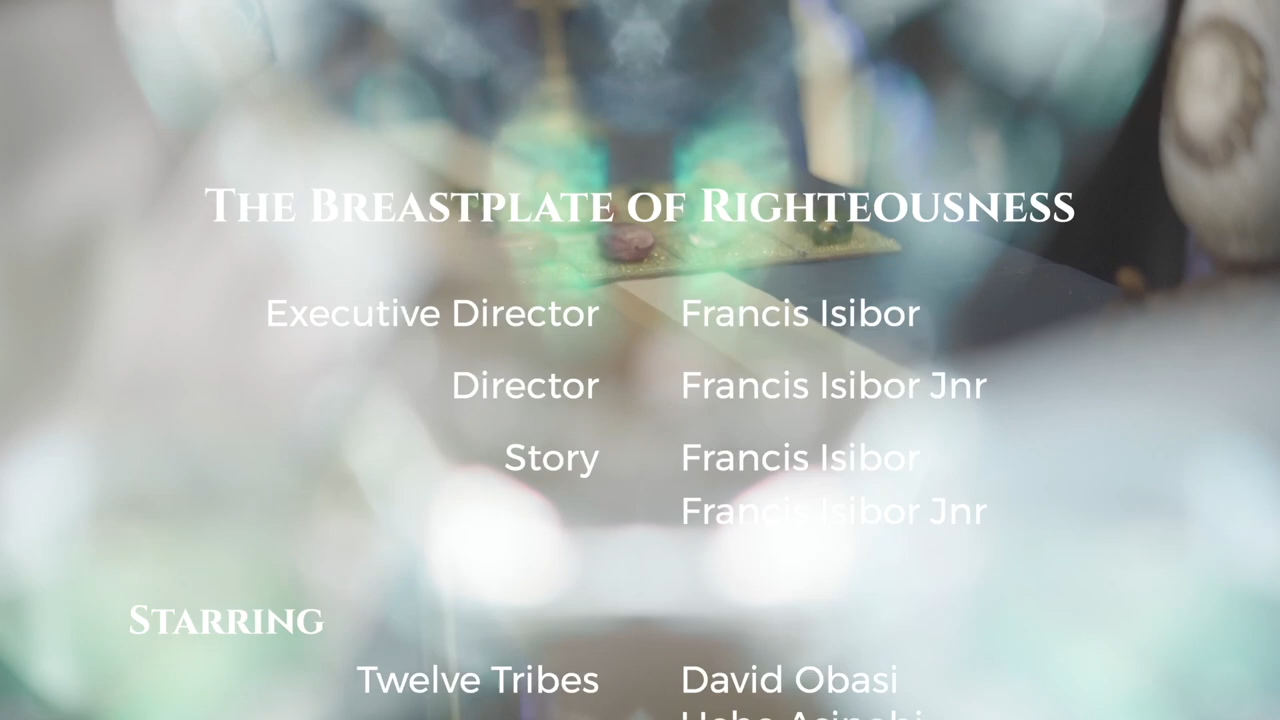 The Breastplate of Righteousness
Executive Director Francis Isibor
Director Francis Isibor Jnr
Story Francis Isibor
Francis Isibor Jnr
Starring
Twelve Tribes David Obasi